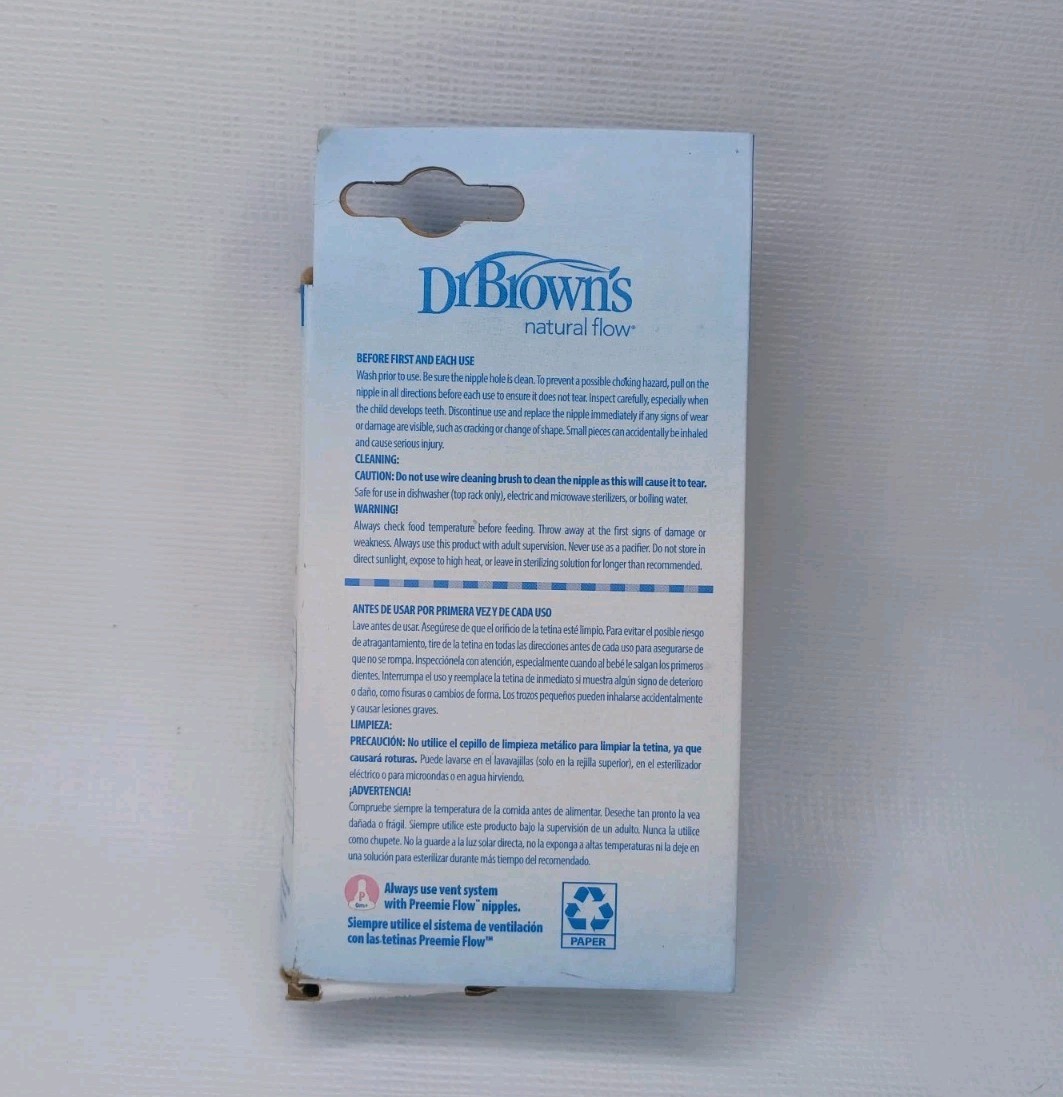 Dr Brown's
natural flow®
BEFORE FIRST AND EACH USE
Wash prior to use. Be sure the nipple hole is clean. To prevent a possible choking hazard, pull on the
nipple in all directions before each use to ensure it does not tear. Inspect carefully, especially when
the child develops teeth. Discontinue use and replace the nipple immediately if any signs of wear
or damage are visible, such as cracking or change of shape. Small pieces can accidentally be inhaled
and cause serious injury.
CLEANING:
CAUTION: Do not use wire cleaning brush to clean the nipple as this will cause it to tear.
Safe for use in dishwasher (top rack only), electric and microwave sterilizers, or boiling water.
WARNING!
Always check food temperature before feeding. Throw away at the first signs of damage or
weakness. Always use this product with adult supervision. Never use as a pacifier. Do not store in
direct sunlight, expose to high heat, or leave in sterilizing solution for longer than recommended.
ANTES DE USAR POR PRIMERA VEZ Y DE CADA USO
Lave antes de usar. Asegúrese de que el orificio de la tetina esté limpio. Para evitar el posible riesgo
de atragantamiento, tire de la tetina en todas las direcciones antes de cada uso para asegurarse de
que no se rompa. Inspecciónela con atención, especialmente cuando al bebé le salgan los primeros
dientes. Interrumpa el uso y reemplace la tetina de inmediato si muestra algún signo de deterioro
o daño, como fisuras o cambios de forma. Los trozos pequeños pueden inhalarse accidentalmente
y causar lesiones graves.
LIMPIEZA:
PRECAUCIÓN: No utilice el cepillo de limpieza metálico para limpiar la tetina, ya que
causará roturas. Puede lavarse en el lavavajillas (solo en la rejilla superior), en el esterilizador
eléctrico o para microondas o en agua hirviendo.
¡ADVERTENCIA!
Compruebe siempre la temperatura de la comida antes de alimentar. Deseche tan pronto la vea
dañada o frágil. Siempre utilice este producto bajo la supervisión de un adulto. Nunca la utilice
como chupete. No la guarde a la luz solar directa, no la exponga a altas temperaturas ni la deje en
una solución para esterilizar durante más tiempo del recomendado.
P
Always use vent system
with Preemie Flow™ nipples.
Siempre utilice el sistema de ventilación
con las tetinas Preemie Flow™
PAPER